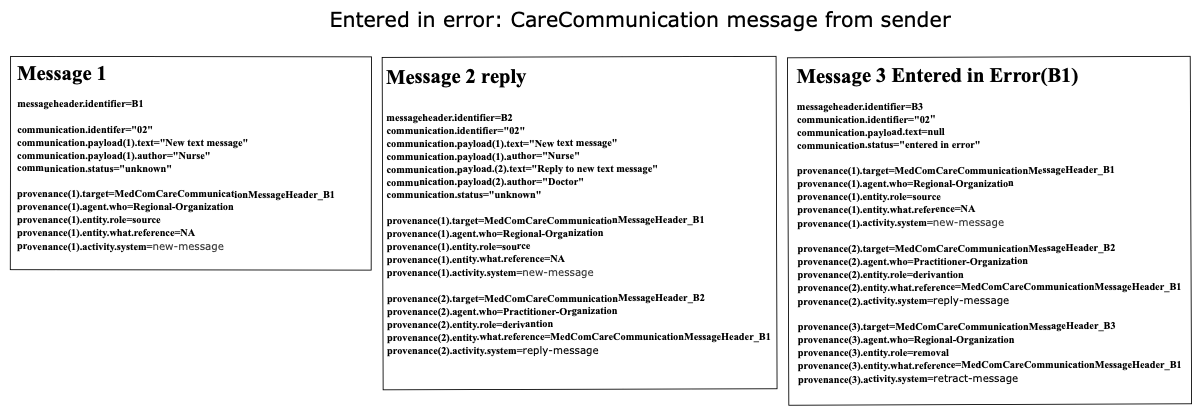 Entered in error: CareCommunication message from sender
Message 1
messageheader.identifier=B1
communication.identifer="02"
communication.payload(1).text="New text message"
communication.payload(1).author="Nurse"
communication.status="unknown"
provenance(1).target=MedComCareCommunicationMessageHeader_B1
provenance(1).agent.who=Regional-Organization
provenance(1).entity.role=source
provenance(1).entity.what.reference=NA
provenance(1).activity.system=new-message
Message 2 reply
messageheader.identifier=B2
communication.identifier="02"
communication.payload(1).text="New text message"
communication.payload(1).author="Nurse"
communication.payload.(2).text="Reply to new text message"
communication.payload(2).author="Doctor"
communication.status="unknown"
provenance(1).target=MedComCareCommunicationMessageHeader_B1
provenance(1).agent.who=Regional-Organization
provenance(1).entity.role=source
provenance(1).entity.what.reference=NA
provenance(1).activity.system=new-message
provenance(2).target=MedComCareCommunicationMessageHeader_B2
provenance(2).agent.who=Practitioner-Organization
provenance(2).entity.role=derivantion
provenance(2).entity.what.reference=MedComCareCommunicationMessageHeader_B1
provenance(2).activity.system=reply-message
Message 3 Entered in Error(B1)
messageheader.identifier=B3
communication.identifier="02"
communication.payload.text=null
communication.status="entered in error"
provenance(1).target=MedComCareCommunicationMessageHeader_B1
provenance(1).agent.who=Regional-Organization
provenance(1).entity.role=source
provenance(1).entity.what.reference=NA
provenance(1).activity.system=new-message
provenance(2).target=MedComCareCommunicationMessageHeader_B2
provenance(2).agent.who=Practitioner-Organization
provenance(2).entity.role=derivantion
provenance(2).entity.what.reference=MedComCareCommunicationMessageHeader_B1
provenance(2).activity.system=reply-message
provenance(3).target=MedComCareCommunicationMessageHeader_B3
provenance(3).agent.who=Regional-Organization
provenance(3).entity.role=removal
provenance(3).entity.what.reference=MedComCareCommunicationMessageHeader_B1
provenance(3).activity.system=retract-message